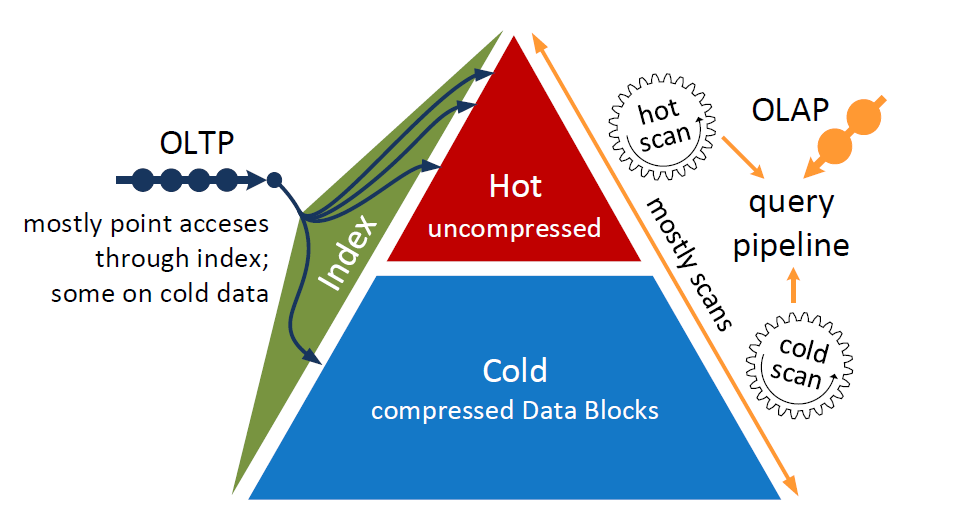 OLTP
mostly point acceses
through index;
some on cold data
Index
Hot
uncompressed
Cold
compressed Data Blocks
mostly scans
hot
scan
OLAP
query
pipeline
cold
scan